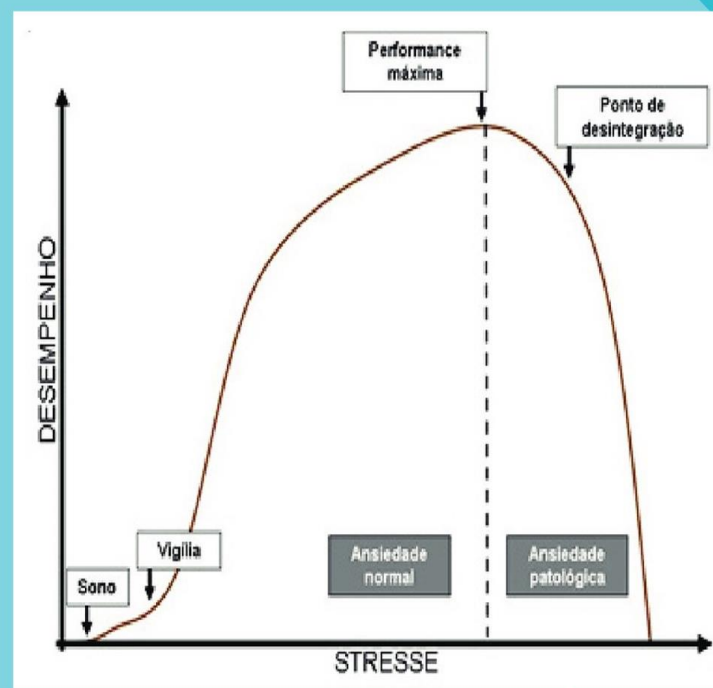 Performance
máxima
Ponto de
desintegração
DESEMPENHO
Vigília
Sono
Ansiedade
normal
Ansiedade
patológica
STRESSE